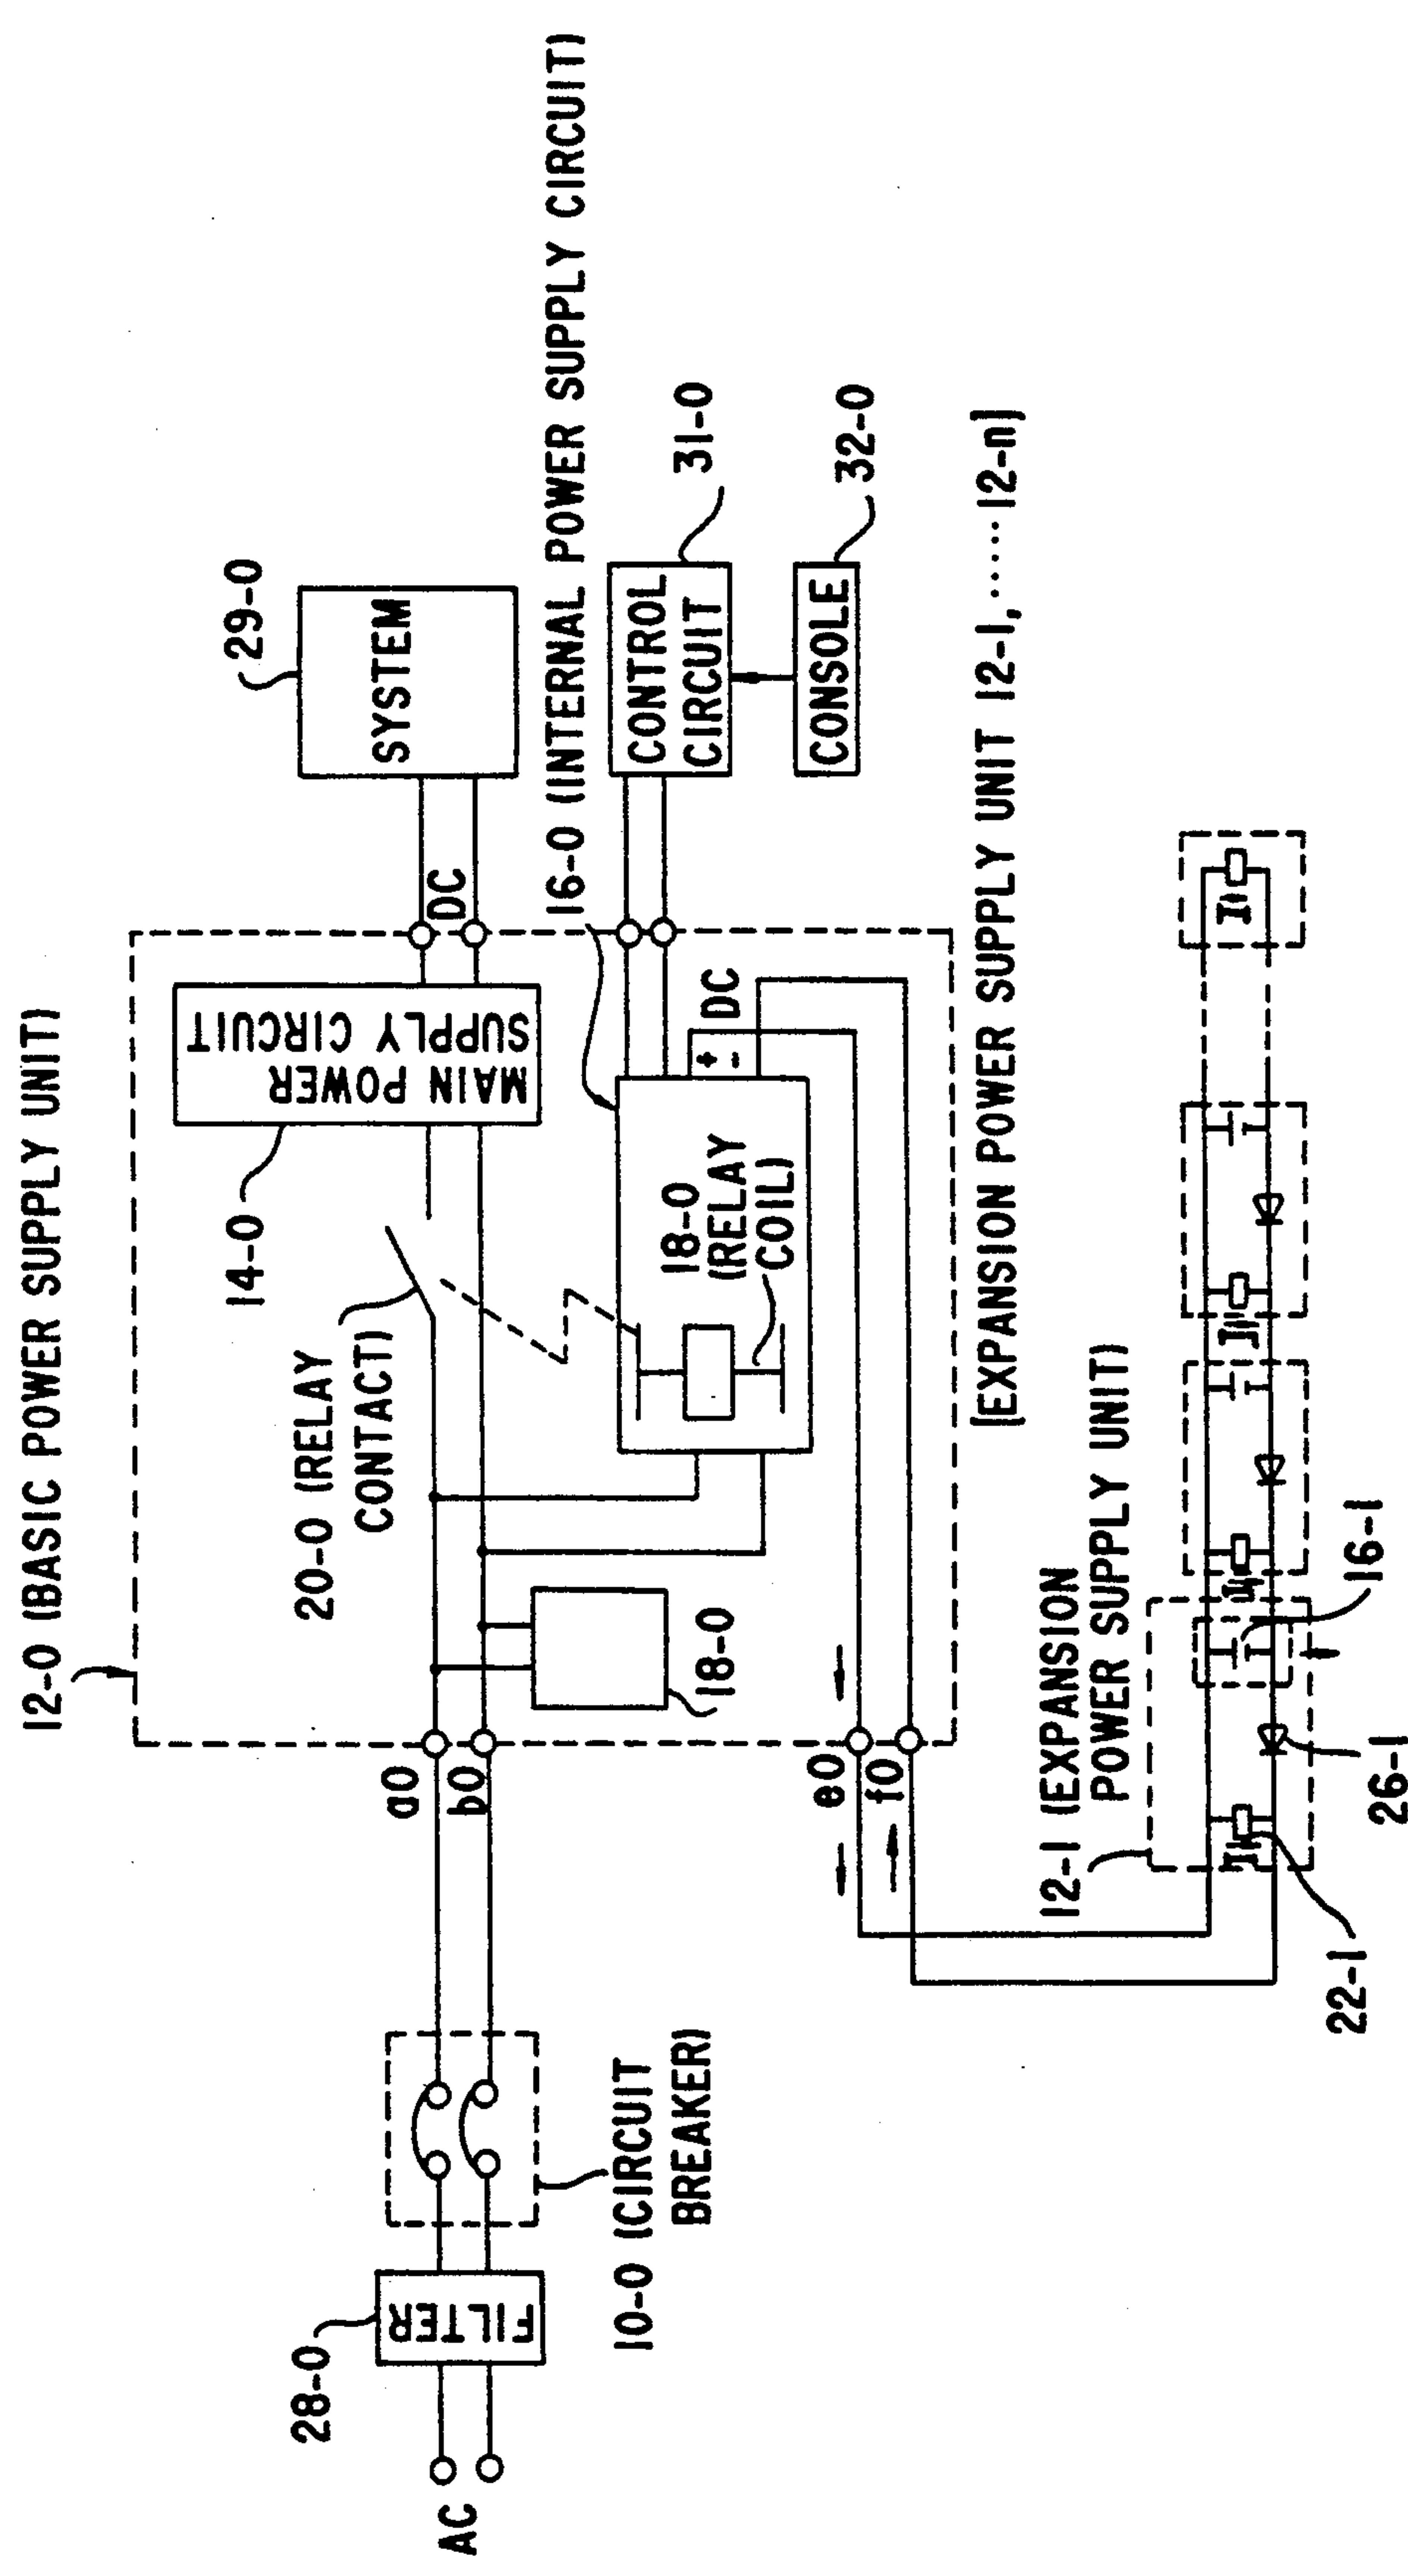 12-0 (BASIC POWER SUPPLY UNIT)
29-0
SYSTEM
14-0
MAIN POWER
SUPPLY CIRCUIT
DC
28-0
20-0 (RELAY
CONTACT)
AC
FILTER
a0
b0
16-0 (INTERNAL POWER SUPPLY CIRCUIT)
10-0 (CIRCUIT
BREAKER)
18-0
18-0
(RELAY
COIL)
+
-
DC
CONTROL
CIRCUIT
31-0
CONSOLE
32-0
e0
f0
[EXPANSION POWER SUPPLY UNIT 12-1, ····· 12-n]
12-1 (EXPANSION
POWER SUPPLY UNIT)
22-1
26-1
16-1